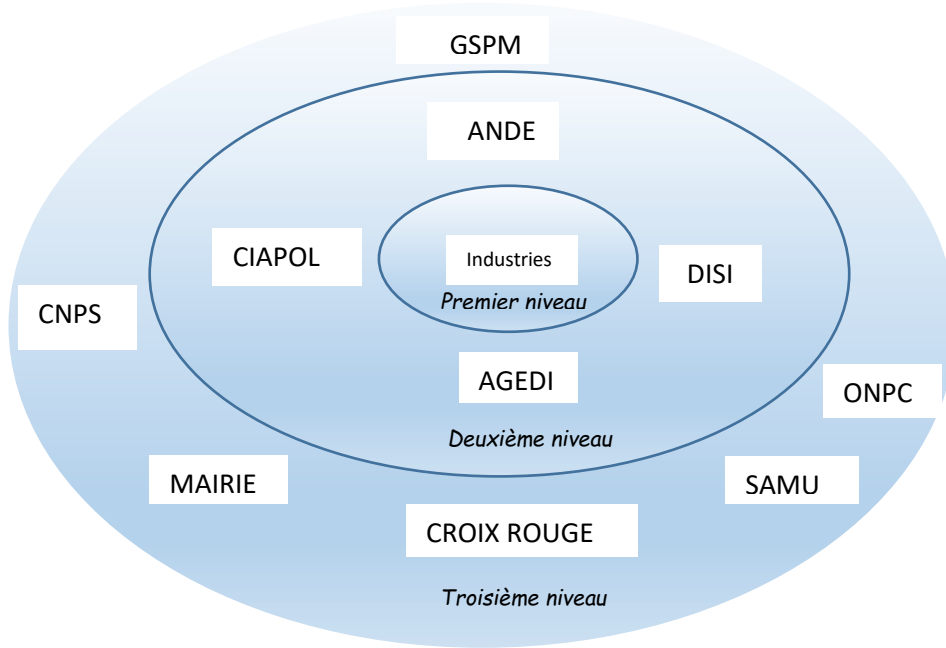 GSPM
ANDE
CIAPOL
Industries
DISI
Premier niveau
CNPS
AGEDI
ONPC
Deuxième niveau
MAIRIE
SAMU
CROIX ROUGE
Troisième niveau